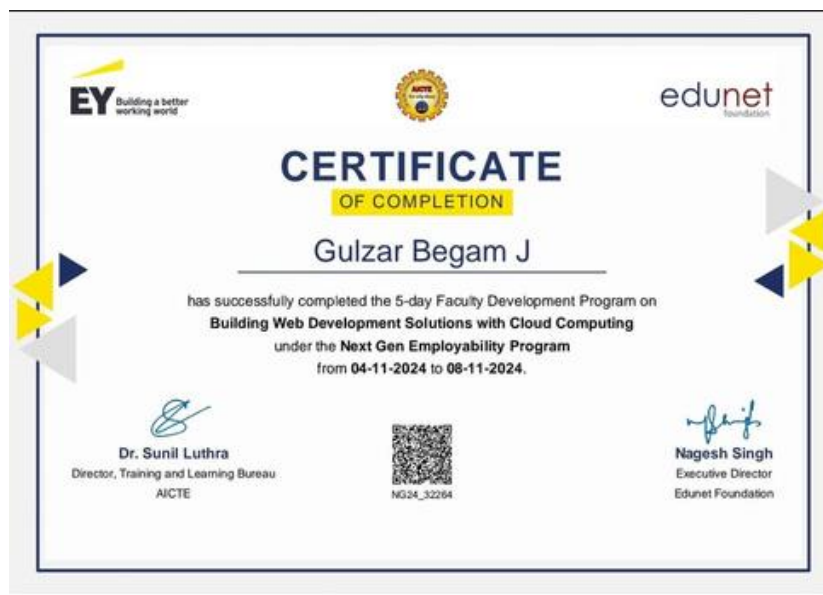 EY Building a better
working world
AICTE
edunet
foundation
CERTIFICATE
OF COMPLETION
Gulzar Begam J
has successfully completed the 5-day Faculty Development Program on
Building Web Development Solutions with Cloud Computing
under the Next Gen Employability Program
from 04-11-2024 to 08-11-2024.
Dr. Sunil Luthra
Director, Training and Learning Bureau
AICTE
NG24_32264
Nagesh Singh
Executive Director
Edunet Foundation